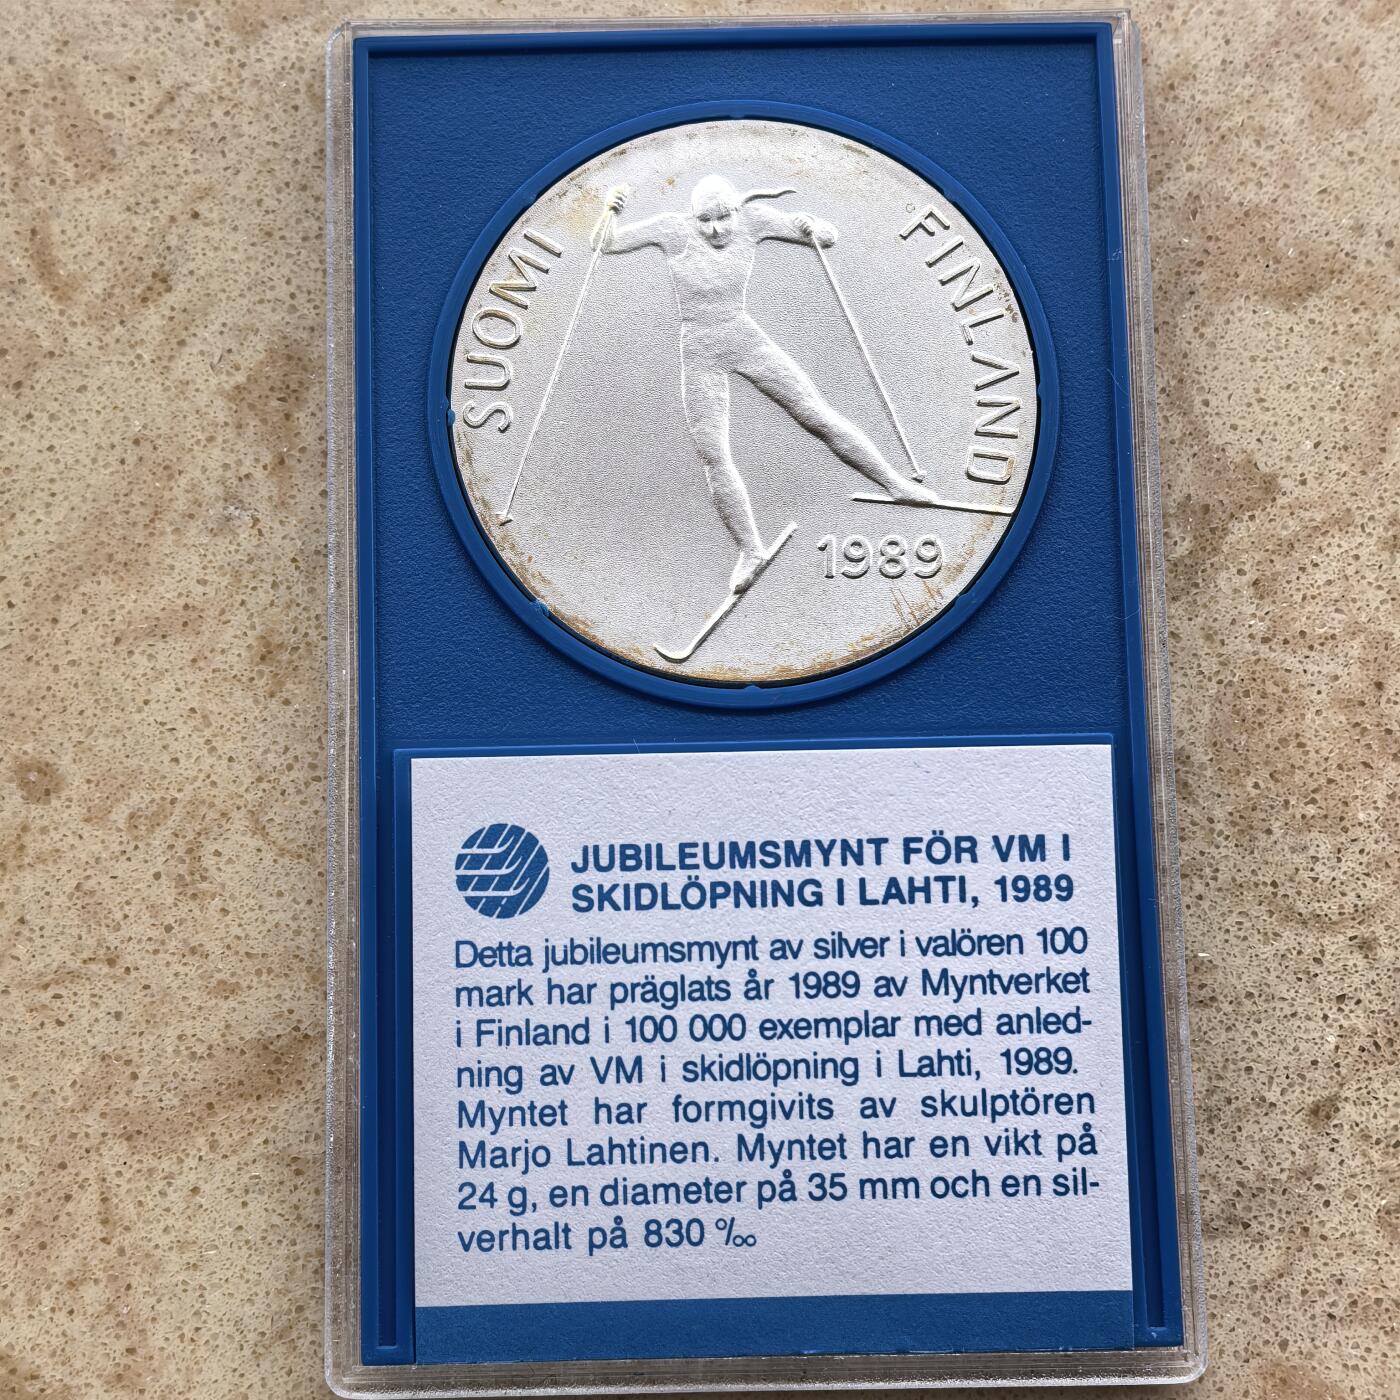 SUOMI
FINLAND
1989
JUBILEUMSMYNT FÖR VM I
SKIDLÖPNING I LAHTI, 1989
Detta jubileumsmynt av silver i valören 100
mark har präglats år 1989 av Myntverket
i Finland i 100 000 exemplar med anled-
ning av VM i skidlöpning i Lahti, 1989.
Myntet har formgivits av skulptören
Marjo Lahtinen. Myntet har en vikt på
24 g, en diameter på 35 mm och en sil-
verhalt på 830 ‰